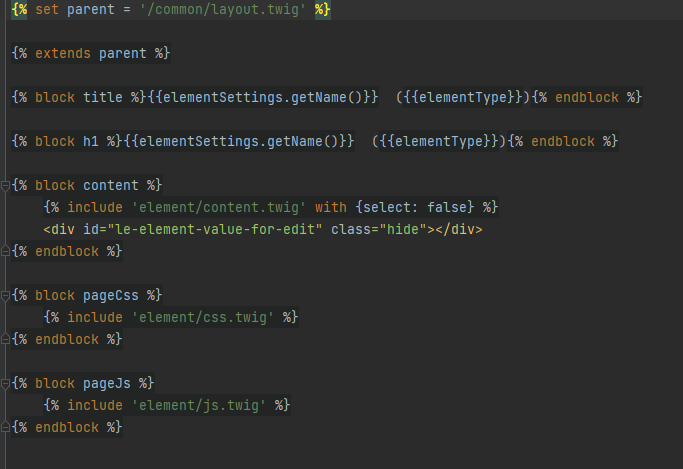 {% set parent = '/common/layout.twig' %}
{% extends parent %}
{% block title %}{{elementSettings.getName()}}  ({{elementType}}){% endblock %}
{% block h1 %}{{elementSettings.getName()}}  ({{elementType}}){% endblock %}
{% block content %}
    {% include 'element/content.twig' with {select: false} %}
    <div id="le-element-value-for-edit" class="hide"></div>
{% endblock %}
{% block pageCss %}
    {% include 'element/css.twig' %}
{% endblock %}
{% block pageJs %}
    {% include 'element/js.twig' %}
{% endblock %}